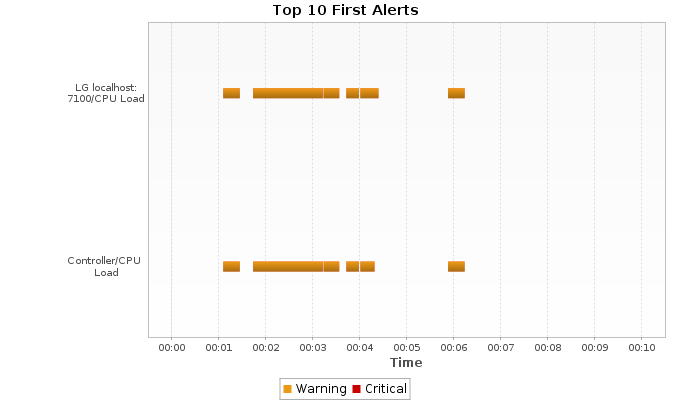 Top 10 First Alerts
LG localhost:
7100/CPU Load
Controller/CPU
Load
00:00 00:01 00:02 00:03 00:04 00:05 00:06 00:07 00:08 00:09 00:10
Time
Warning Critical